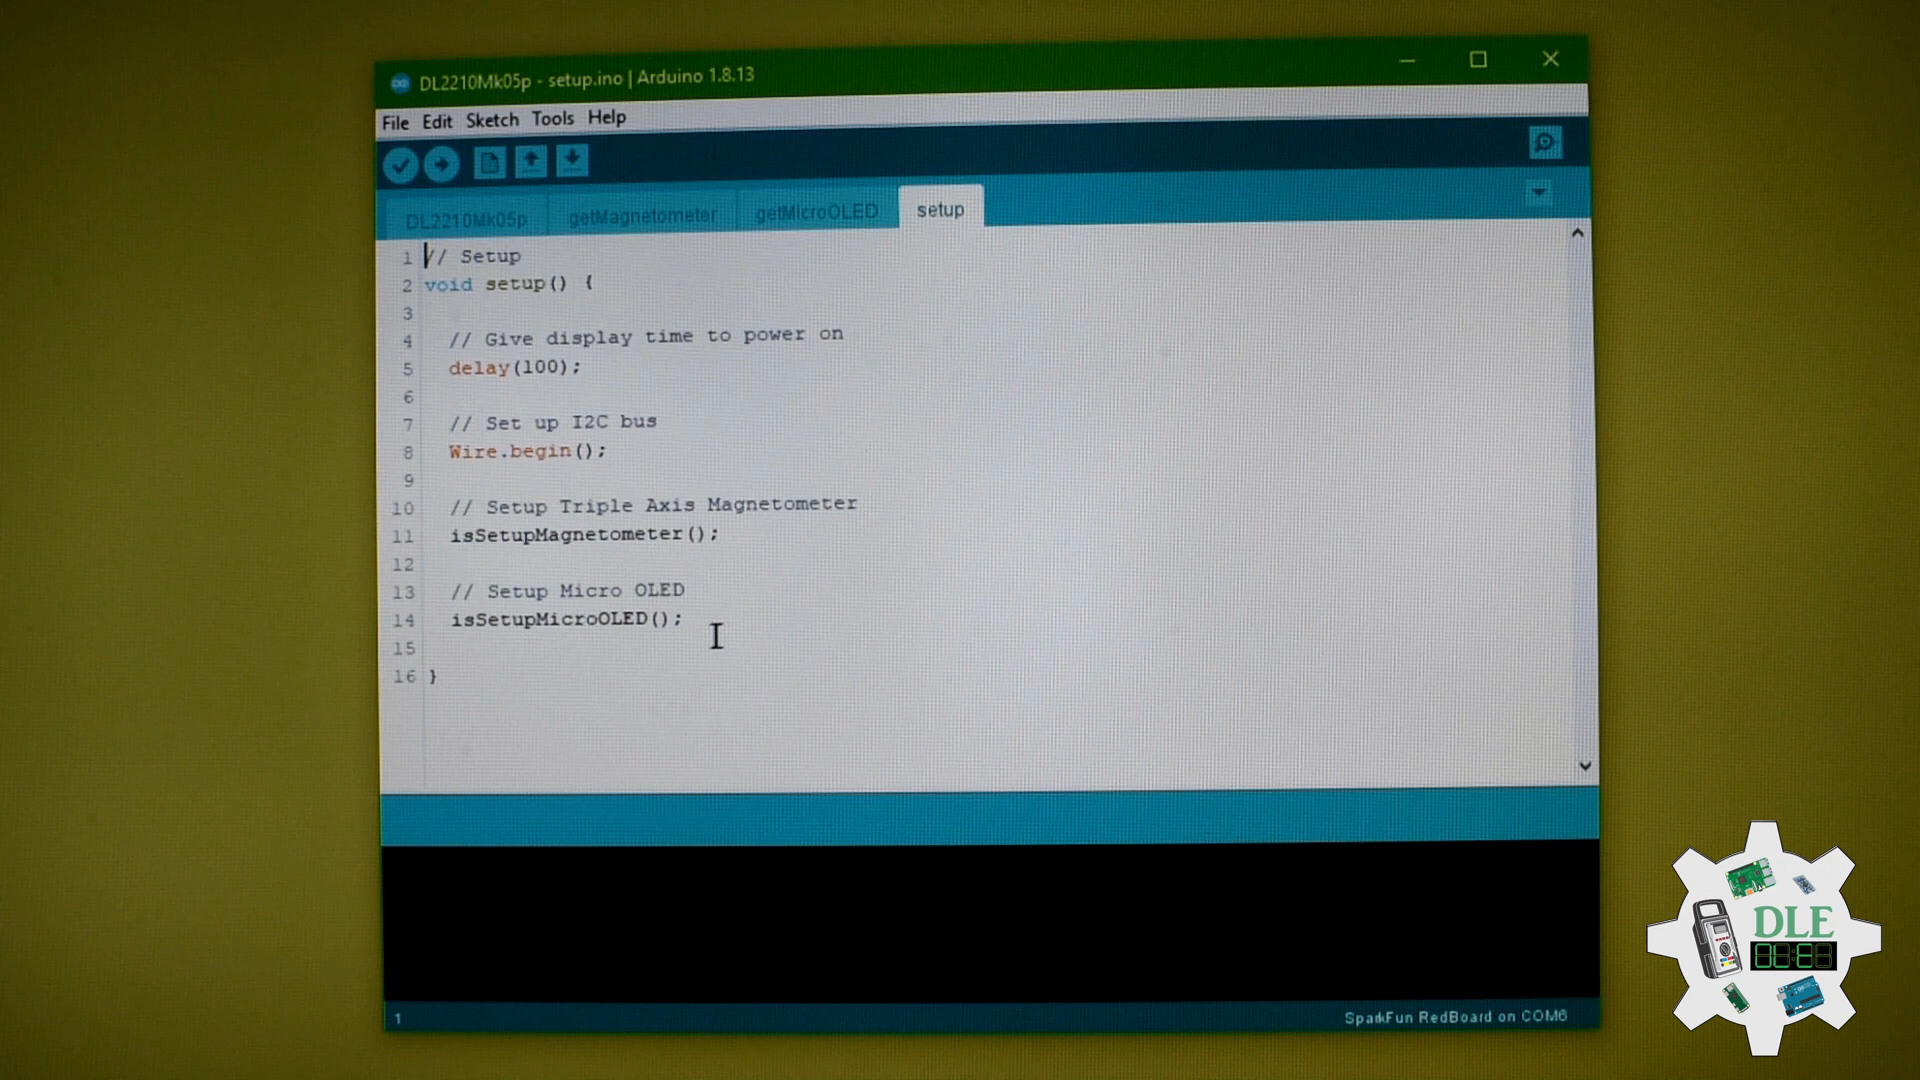 DL2210Mk05p - setup.ino | Arduino 1.8.13
File Edit Sketch Tools Help
DL2210Mk05p getMagnetometer getMicroOLED setup
1 // Setup
2 void setup() {
3
4 // Give display time to power on
5 delay(100);
6
7 // Set up I2C bus
8 Wire.begin();
9
10 // Setup Triple Axis Magnetometer
11 isSetupMagnetometer();
12
13 // Setup Micro OLED
14 isSetupMicroOLED();
15
16 }
DLE
1 SparkFun RedBoard on COM6